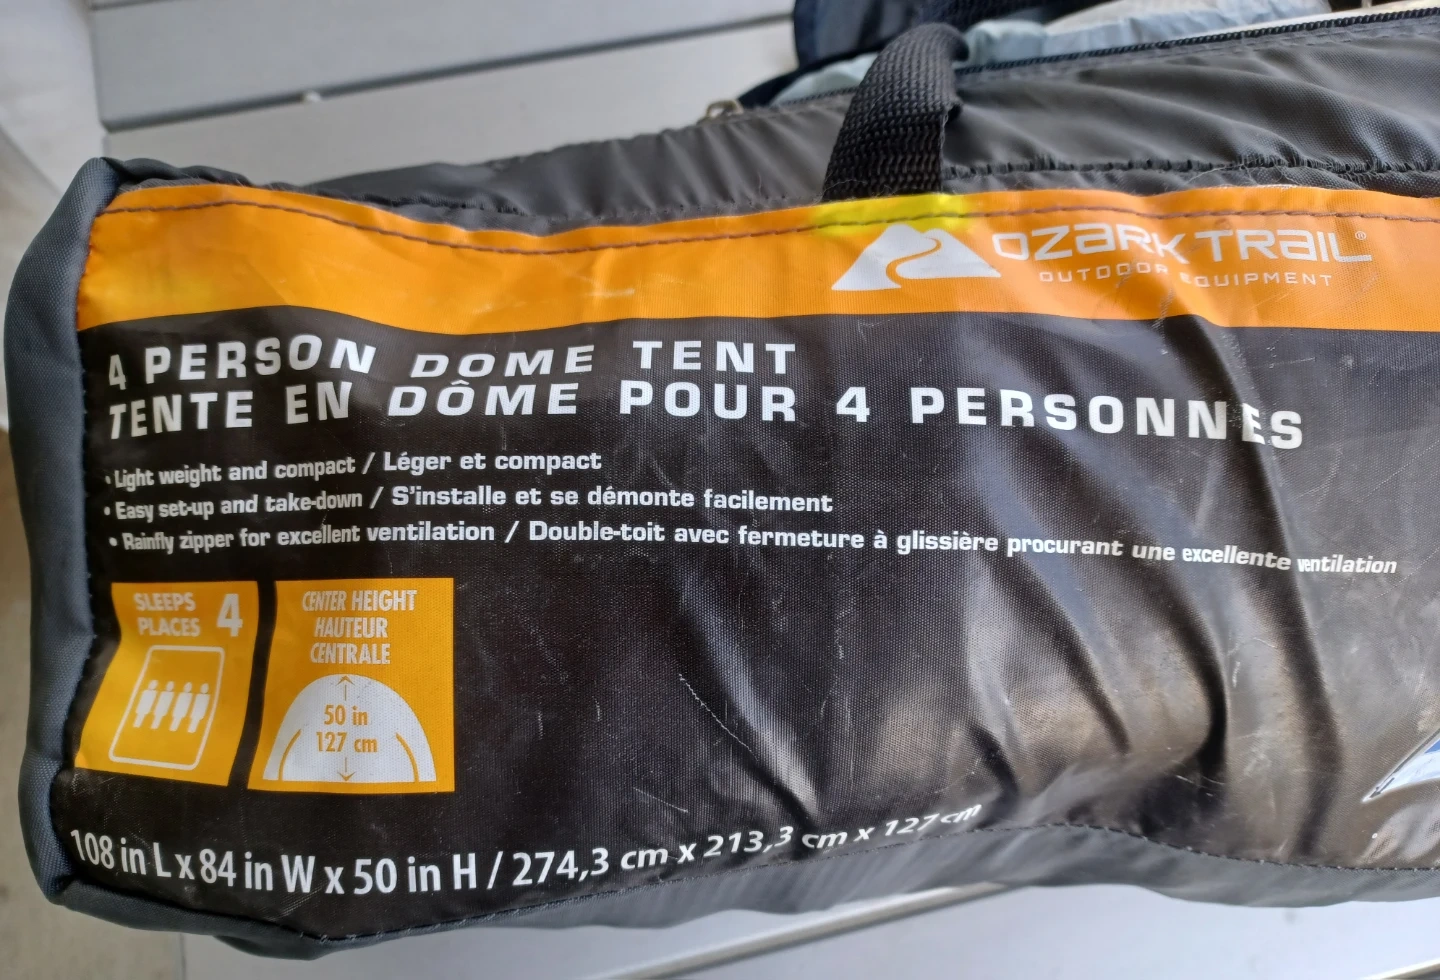 OZARK TRAIL®
OUTDOOR EQUIPMENT
4 PERSON DOME TENT
TENTE EN DÔME POUR 4 PERSONNES
• Light weight and compact / Léger et compact
• Easy set-up and take-down / S'installe et se démonte facilement
• Rainfly zipper for excellent ventilation / Double-toit avec fermeture à glissière procurant une excellente ventilation
SLEEPS 4
PLACES
CENTER HEIGHT
HAUTEUR
CENTRALE
50 in
127 cm
108 in L x 84 in W x 50 in H / 274,3 cm x 213,3 cm x 127 cm